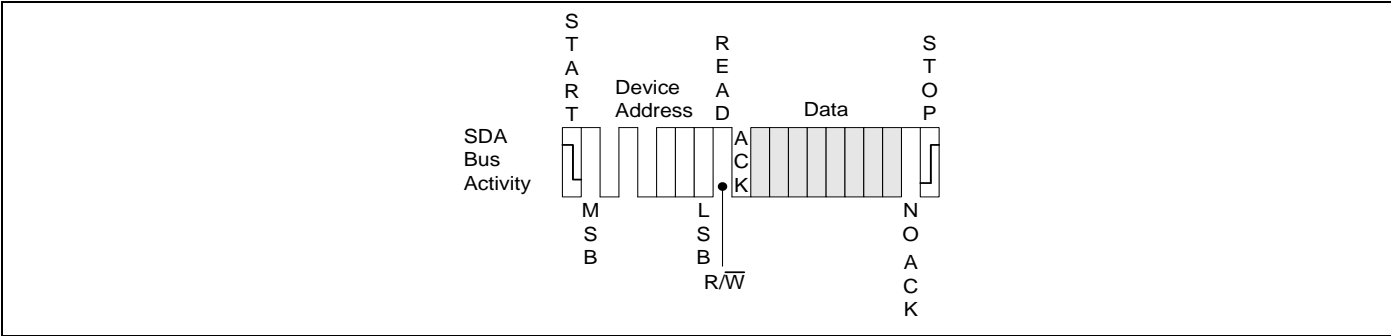 START
READ
STOP
Device
Address
Data
SDA
Bus
Activity
ACK
MSB
LSB
R/W̅
NO ACK